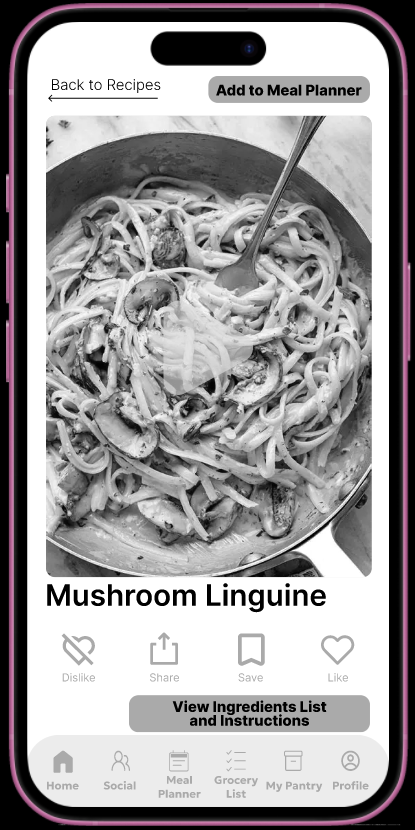 Back to Recipes
Add to Meal Planner
Mushroom Linguine
Dislike
Share
Save
Like
View Ingredients List
and Instructions
Home
Social
Meal
Planner
Grocery
List
My Pantry
Profile